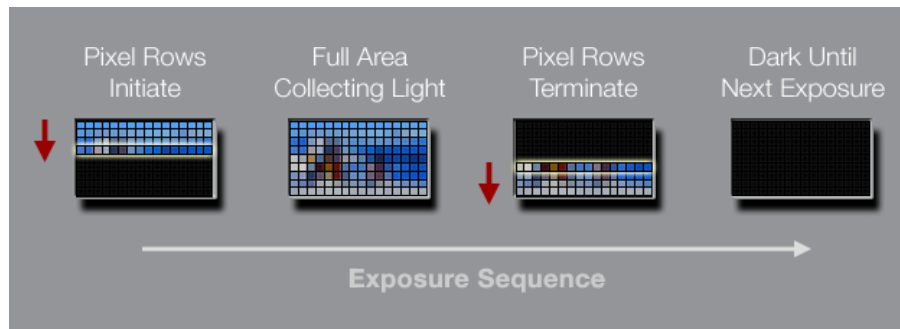 Pixel Rows
Initiate
Full Area
Collecting Light
Pixel Rows
Terminate
Dark Until
Next Exposure
Exposure Sequence